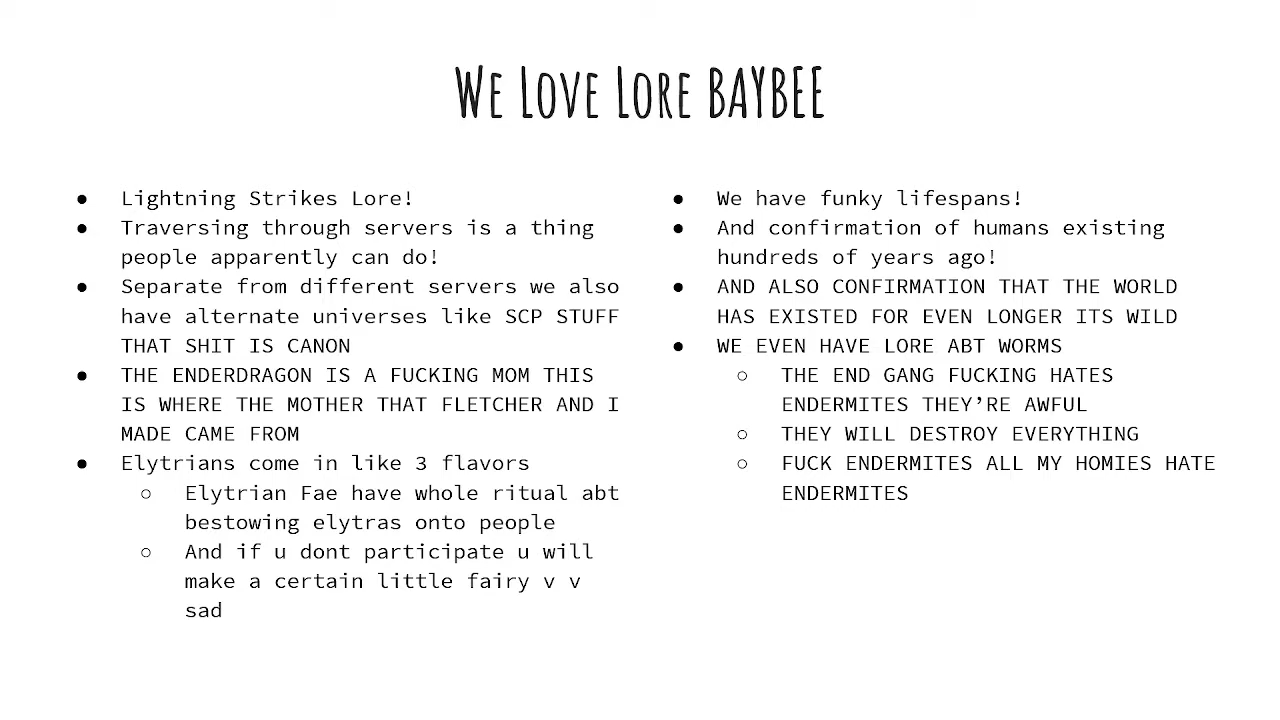 We Love Lore BAYBEE
● Lightning Strikes Lore!
● Traversing through servers is a thing
people apparently can do!
● Separate from different servers we also
have alternate universes like SCP STUFF
THAT SHIT IS CANON
● THE ENDERDRAGON IS A FUCKING MOM THIS
IS WHERE THE MOTHER THAT FLETCHER AND I
MADE CAME FROM
● Elytrians come in like 3 flavors
○ Elytrian Fae have whole ritual abt
bestowing elytras onto people
○ And if u dont participate u will
make a certain little fairy v v
sad
● We have funky lifespans!
● And confirmation of humans existing
hundreds of years ago!
● AND ALSO CONFIRMATION THAT THE WORLD
HAS EXISTED FOR EVEN LONGER ITS WILD
● WE EVEN HAVE LORE ABT WORMS
○ THE END GANG FUCKING HATES
ENDERMITES THEY’RE AWFUL
○ THEY WILL DESTROY EVERYTHING
○ FUCK ENDERMITES ALL MY HOMIES HATE
ENDERMITES